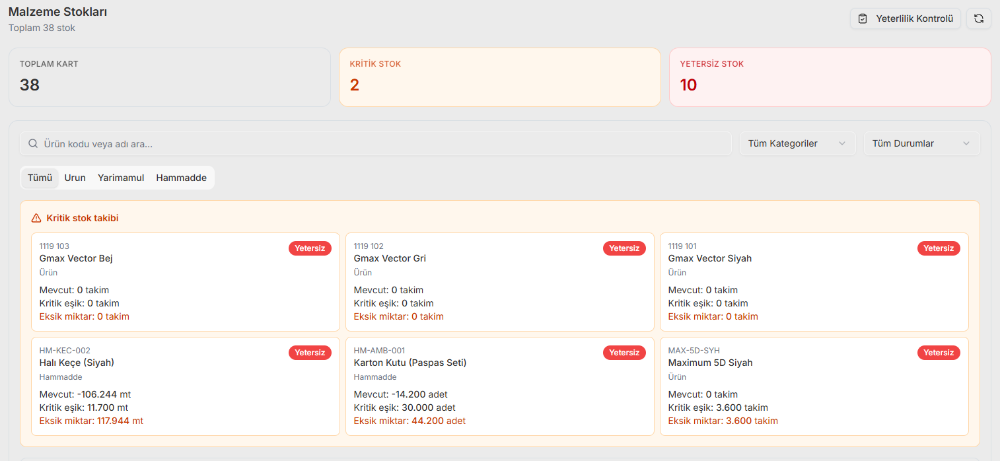 Malzeme Stokları
Toplam 38 stok
Yeterlilik Kontrolü
TOPLAM KART
38
KRİTİK STOK
2
YETERSİZ STOK
10
Ürün kodu veya adı ara...
Tüm Kategoriler
Tüm Durumlar
Tümü Urun Yarimamul Hammadde
Kritik stok takibi
1119 103
Yetersiz
Gmax Vector Bej
Ürün
Mevcut: 0 takim
Kritik eşik: 0 takim
Eksik miktar: 0 takim
1119 102
Yetersiz
Gmax Vector Gri
Ürün
Mevcut: 0 takim
Kritik eşik: 0 takim
Eksik miktar: 0 takim
1119 101
Yetersiz
Gmax Vector Siyah
Ürün
Mevcut: 0 takim
Kritik eşik: 0 takim
Eksik miktar: 0 takim
HM-KEC-002
Yetersiz
Halı Keçe (Siyah)
Hammadde
Mevcut: -106.244 mt
Kritik eşik: 11.700 mt
Eksik miktar: 117.944 mt
HM-AMB-001
Yetersiz
Karton Kutu (Paspas Seti)
Hammadde
Mevcut: -14.200 adet
Kritik eşik: 30.000 adet
Eksik miktar: 44.200 adet
MAX-5D-SYH
Yetersiz
Maximum 5D Siyah
Ürün
Mevcut: 0 takim
Kritik eşik: 3.600 takim
Eksik miktar: 3.600 takim